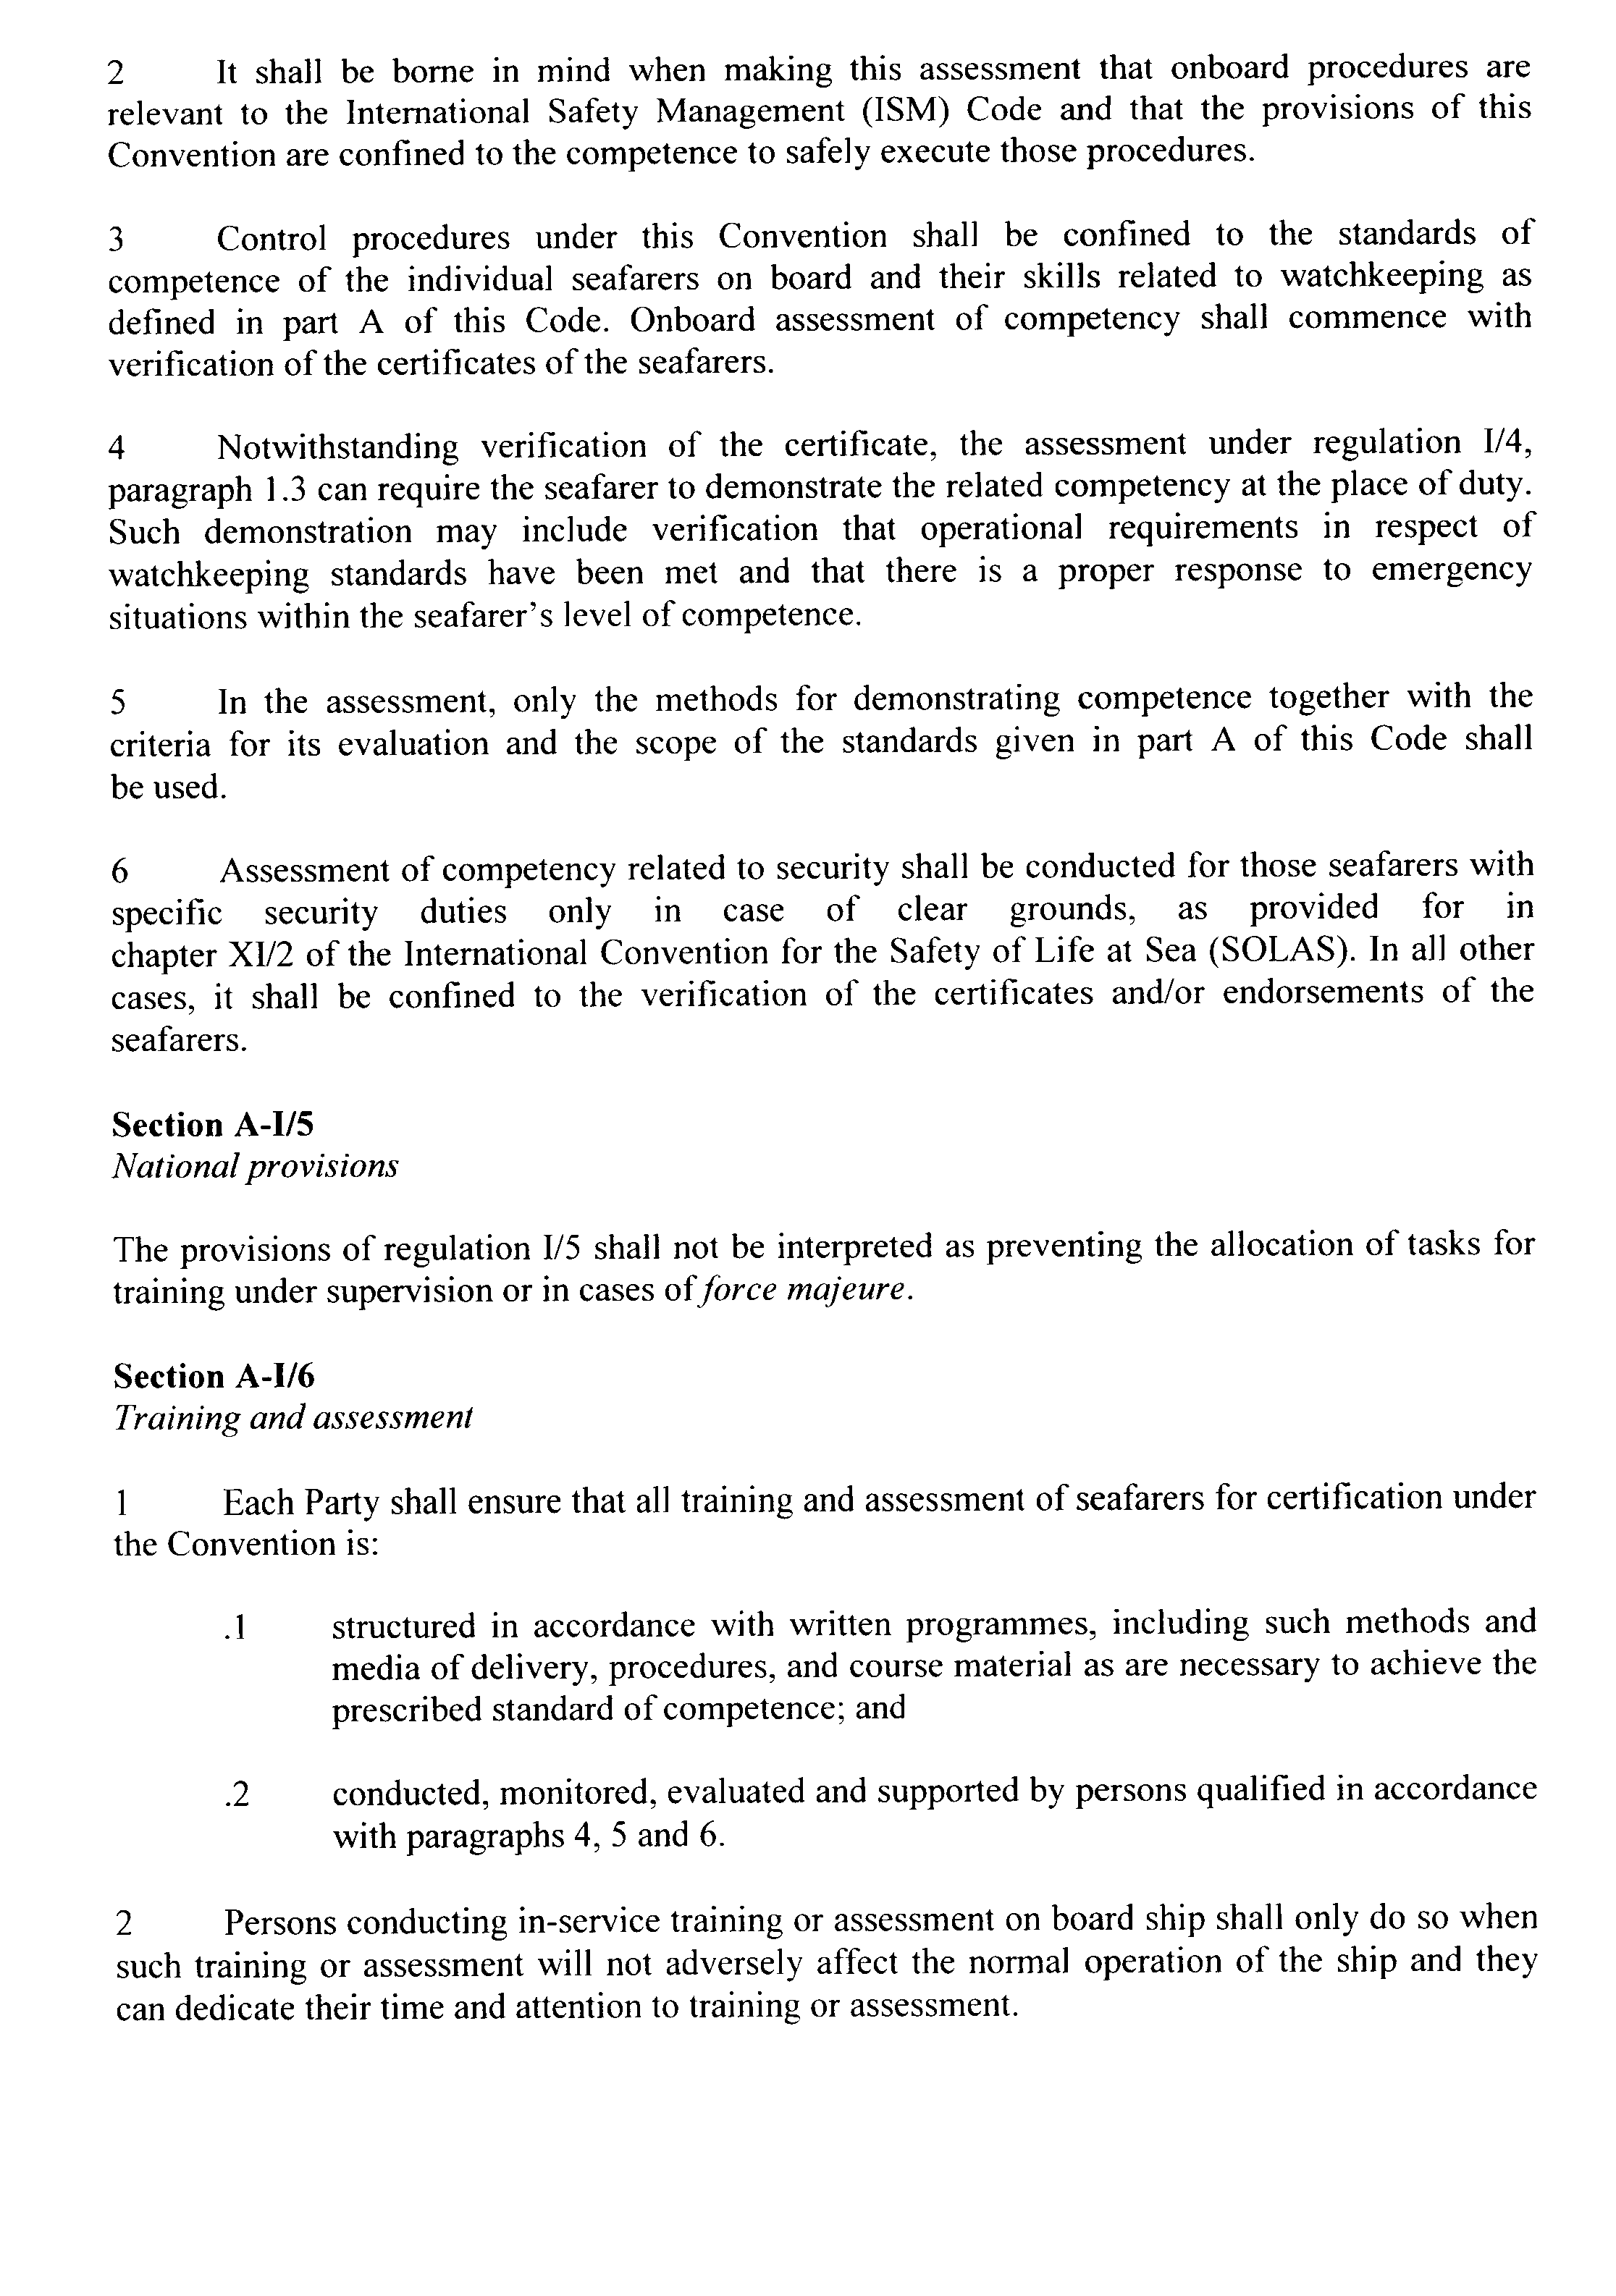 2 It shall be borne in mind when making this assessment that onboard procedures are
relevant to the International Safety Management (ISM) Code and that the provisions of this
Convention are confined to the competence to safely execute those procedures.
3 Control procedures under this Convention shall be confined to the standards of
competence of the individual seafarers on board and their skills related to watchkeeping as
defined in part A of this Code. Onboard assessment of competency shall commence with
verification of the certificates of the seafarers.
4 Notwithstanding verification of the certificate, the assessment under regulation I/4,
paragraph 1.3 can require the seafarer to demonstrate the related competency at the place of duty.
Such demonstration may include verification that operational requirements in respect of
watchkeeping standards have been met and that there is a proper response to emergency
situations within the seafarer's level of competence.
5 In the assessment, only the methods for demonstrating competence together with the
criteria for its evaluation and the scope of the standards given in part A of this Code shall
be used.
6 Assessment of competency related to security shall be conducted for those seafarers with
specific security duties only in case of clear grounds, as provided for in
chapter XI/2 of the International Convention for the Safety of Life at Sea (SOLAS). In all other
cases, it shall be confined to the verification of the certificates and/or endorsements of the
seafarers.
Section A-I/5
National provisions
The provisions of regulation I/5 shall not be interpreted as preventing the allocation of tasks for
training under supervision or in cases of force majeure.
Section A-I/6
Training and assessment
1 Each Party shall ensure that all training and assessment of seafarers for certification under
the Convention is:
.1 structured in accordance with written programmes, including such methods and
media of delivery, procedures, and course material as are necessary to achieve the
prescribed standard of competence; and
.2 conducted, monitored, evaluated and supported by persons qualified in accordance
with paragraphs 4, 5 and 6.
2 Persons conducting in-service training or assessment on board ship shall only do so when
such training or assessment will not adversely affect the normal operation of the ship and they
can dedicate their time and attention to training or assessment.